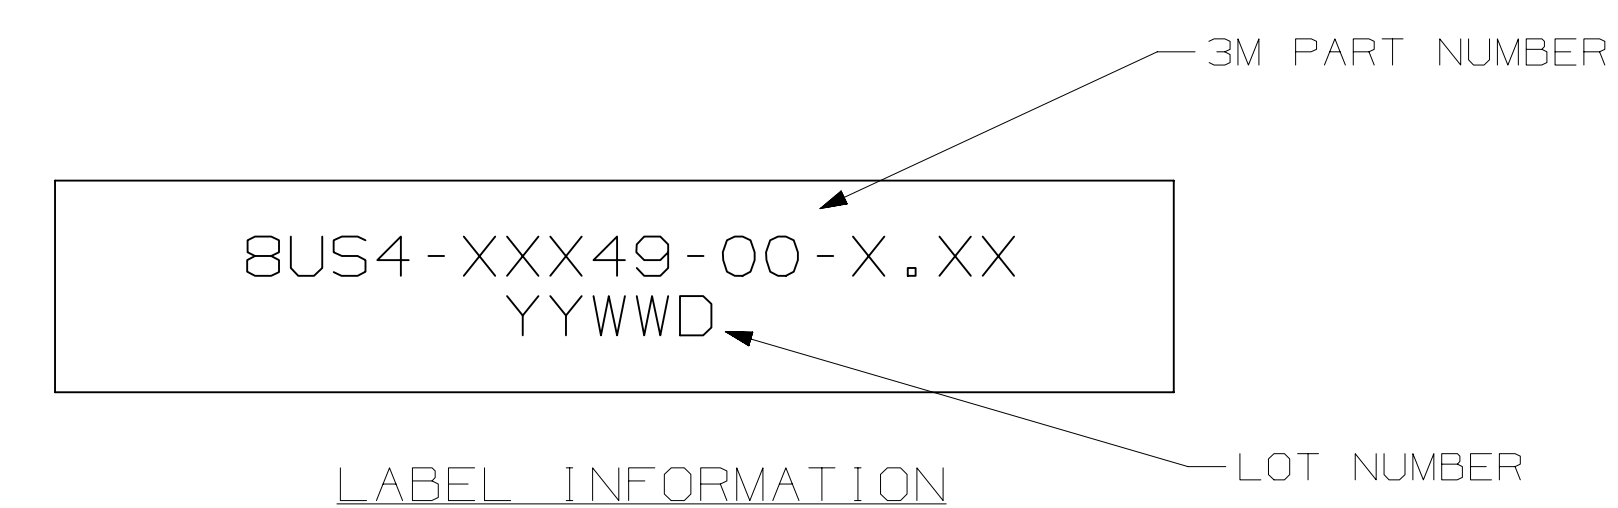 3M PART NUMBER
8US4-XXX49-00-X.XX
YYWWD
LOT NUMBER
LABEL INFORMATION